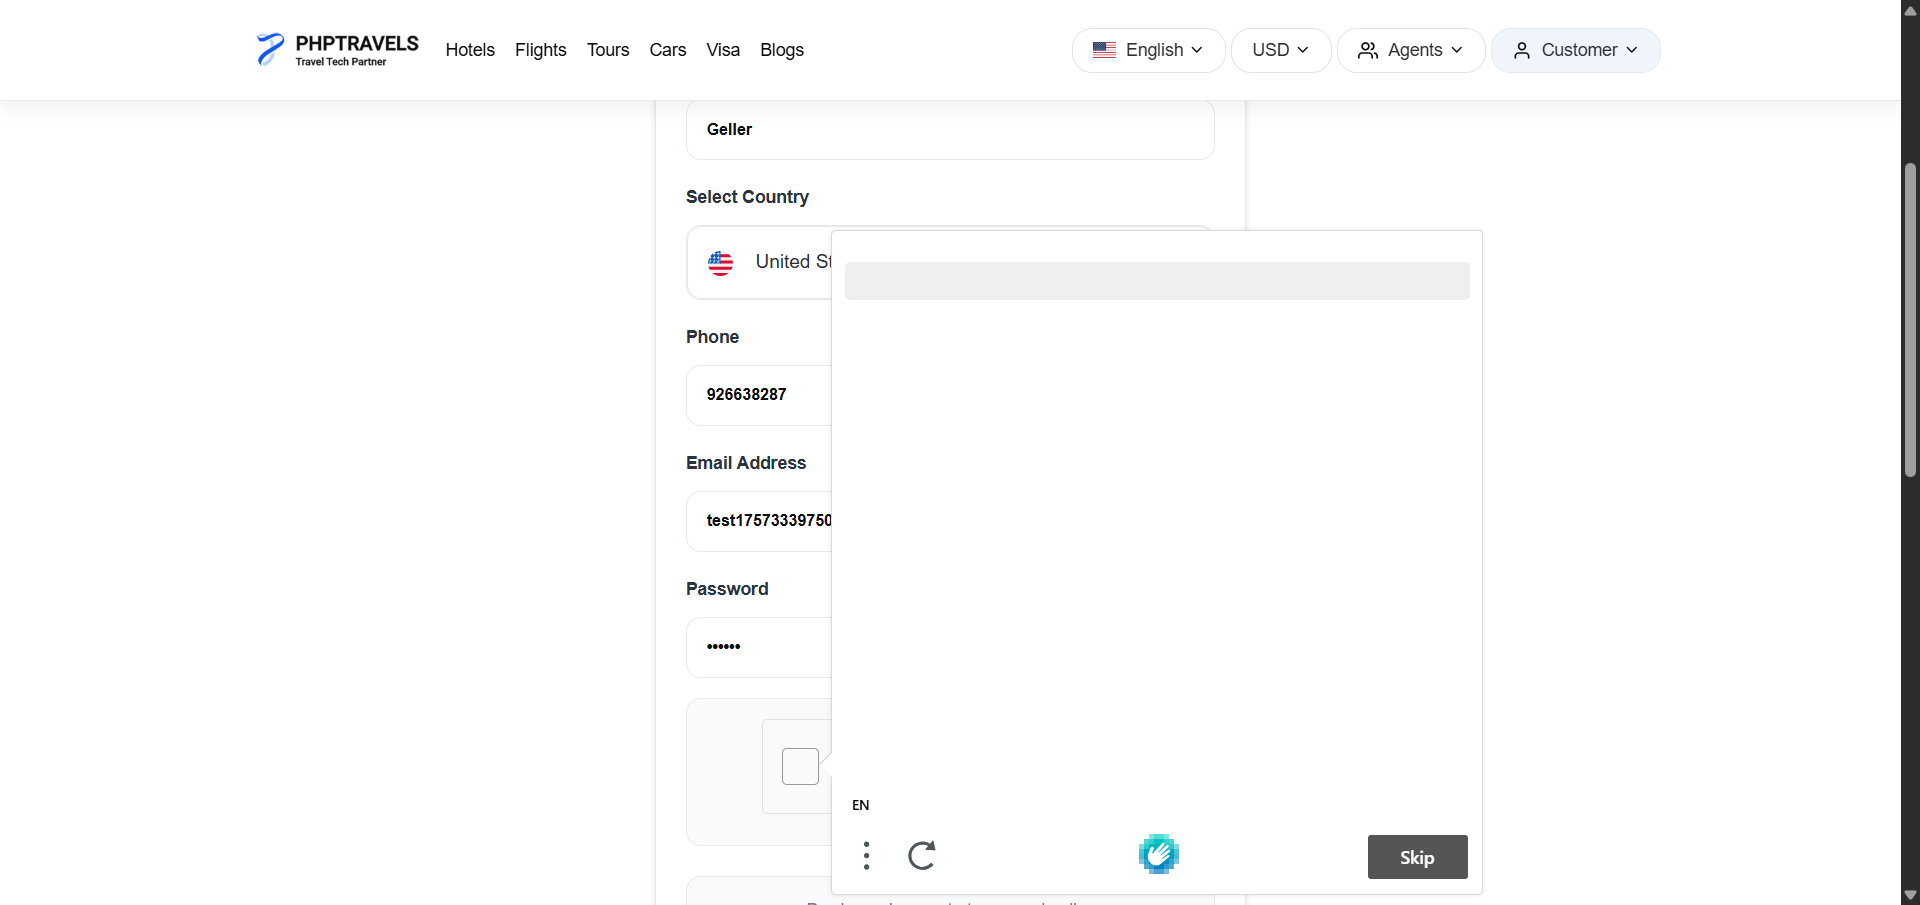 PHPTRAVELS
Travel Tech Partner
Hotels Flights Tours Cars Visa Blogs
English USD Agents Customer
Geller
Select Country
United St
Phone
926638287
Email Address
test17573339750
Password
••••••
EN
Skip